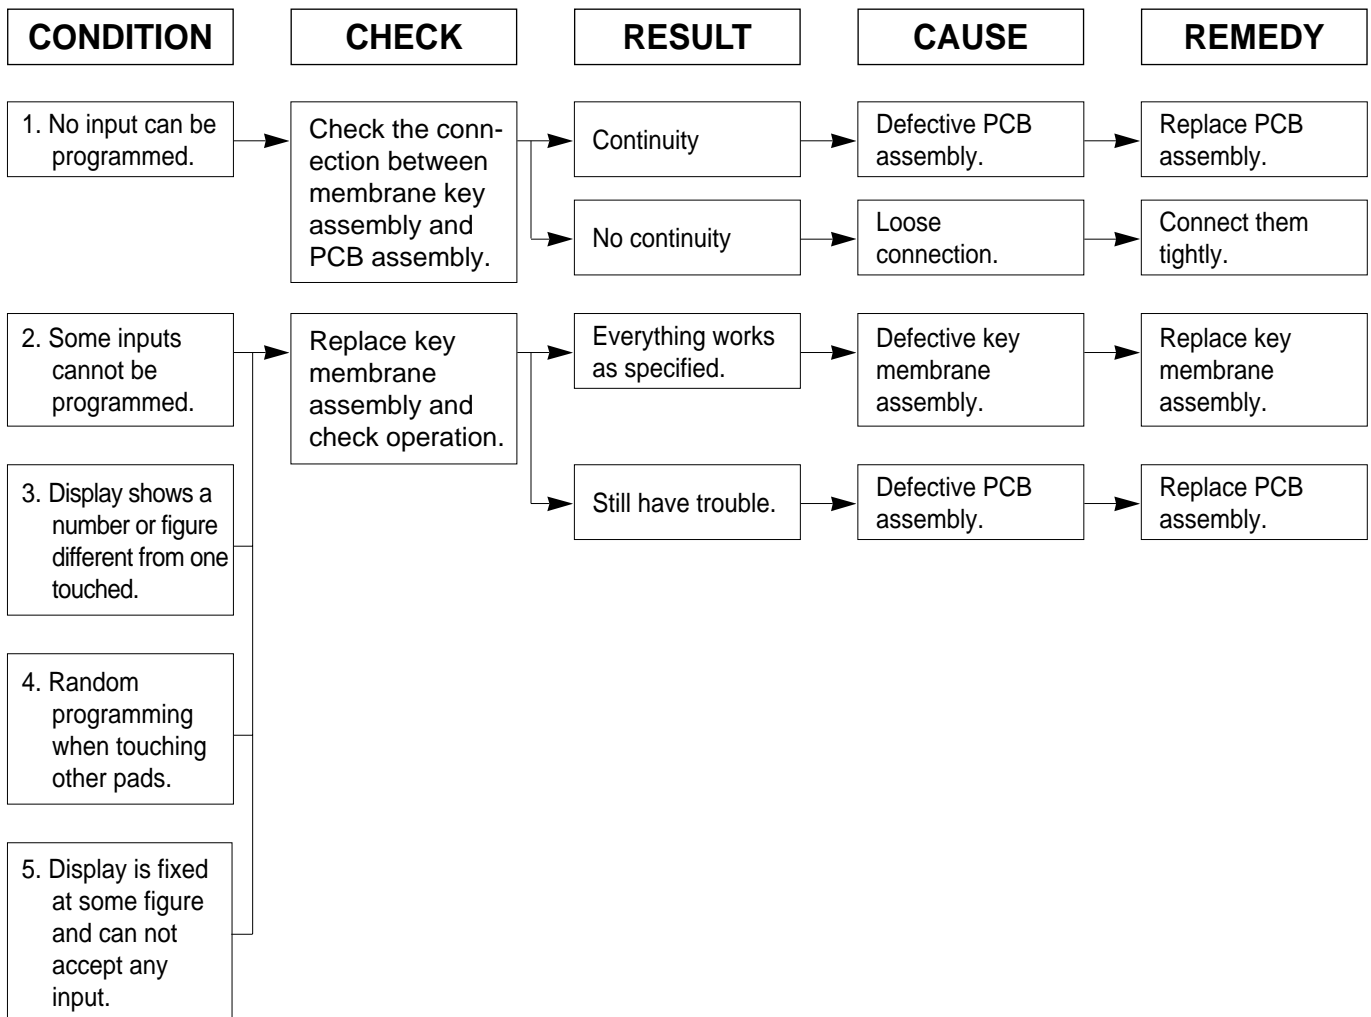 CONDITION
CHECK
RESULT
CAUSE
REMEDY
1. No input can be
programmed.
Check the conn-
ection between
membrane key
assembly and
PCB assembly.
Continuity
Defective PCB
assembly.
Replace PCB
assembly.
No continuity
Loose
connection.
Connect them
tightly.
2. Some inputs
cannot be
programmed.
Replace key
membrane
assembly and
check operation.
Everything works
as specified.
Defective key
membrane
assembly.
Replace key
membrane
assembly.
Still have trouble.
Defective PCB
assembly.
Replace PCB
assembly.
3. Display shows a
number or figure
different from one
touched.
4. Random
programming
when touching
other pads.
5. Display is fixed
at some figure
and can not
accept any
input.